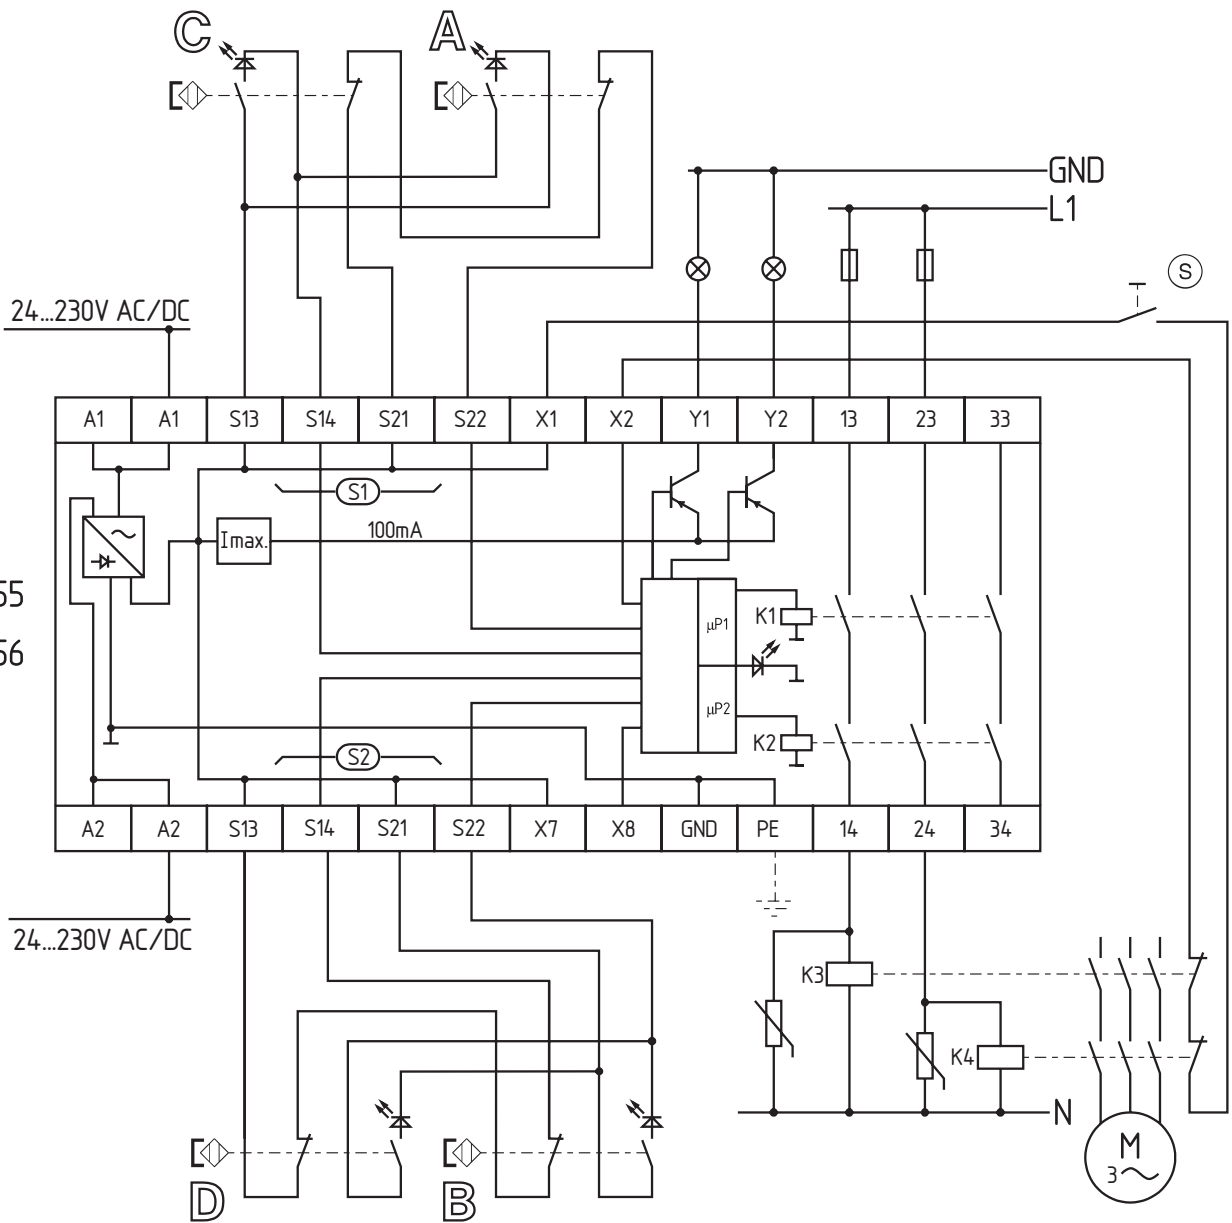 C A
GND
L1
S
24...230V AC/DC
A1 A1 S13 S14 S21 S22 X1 X2 Y1 Y2 13 23 33
S1
Imax. 100mA
55
K1
µP1
56
µP2
K2
S2
A2 A2 S13 S14 S21 S22 X7 X8 GND PE 14 24 34
24...230V AC/DC
K3
K4
N
M
3
D B